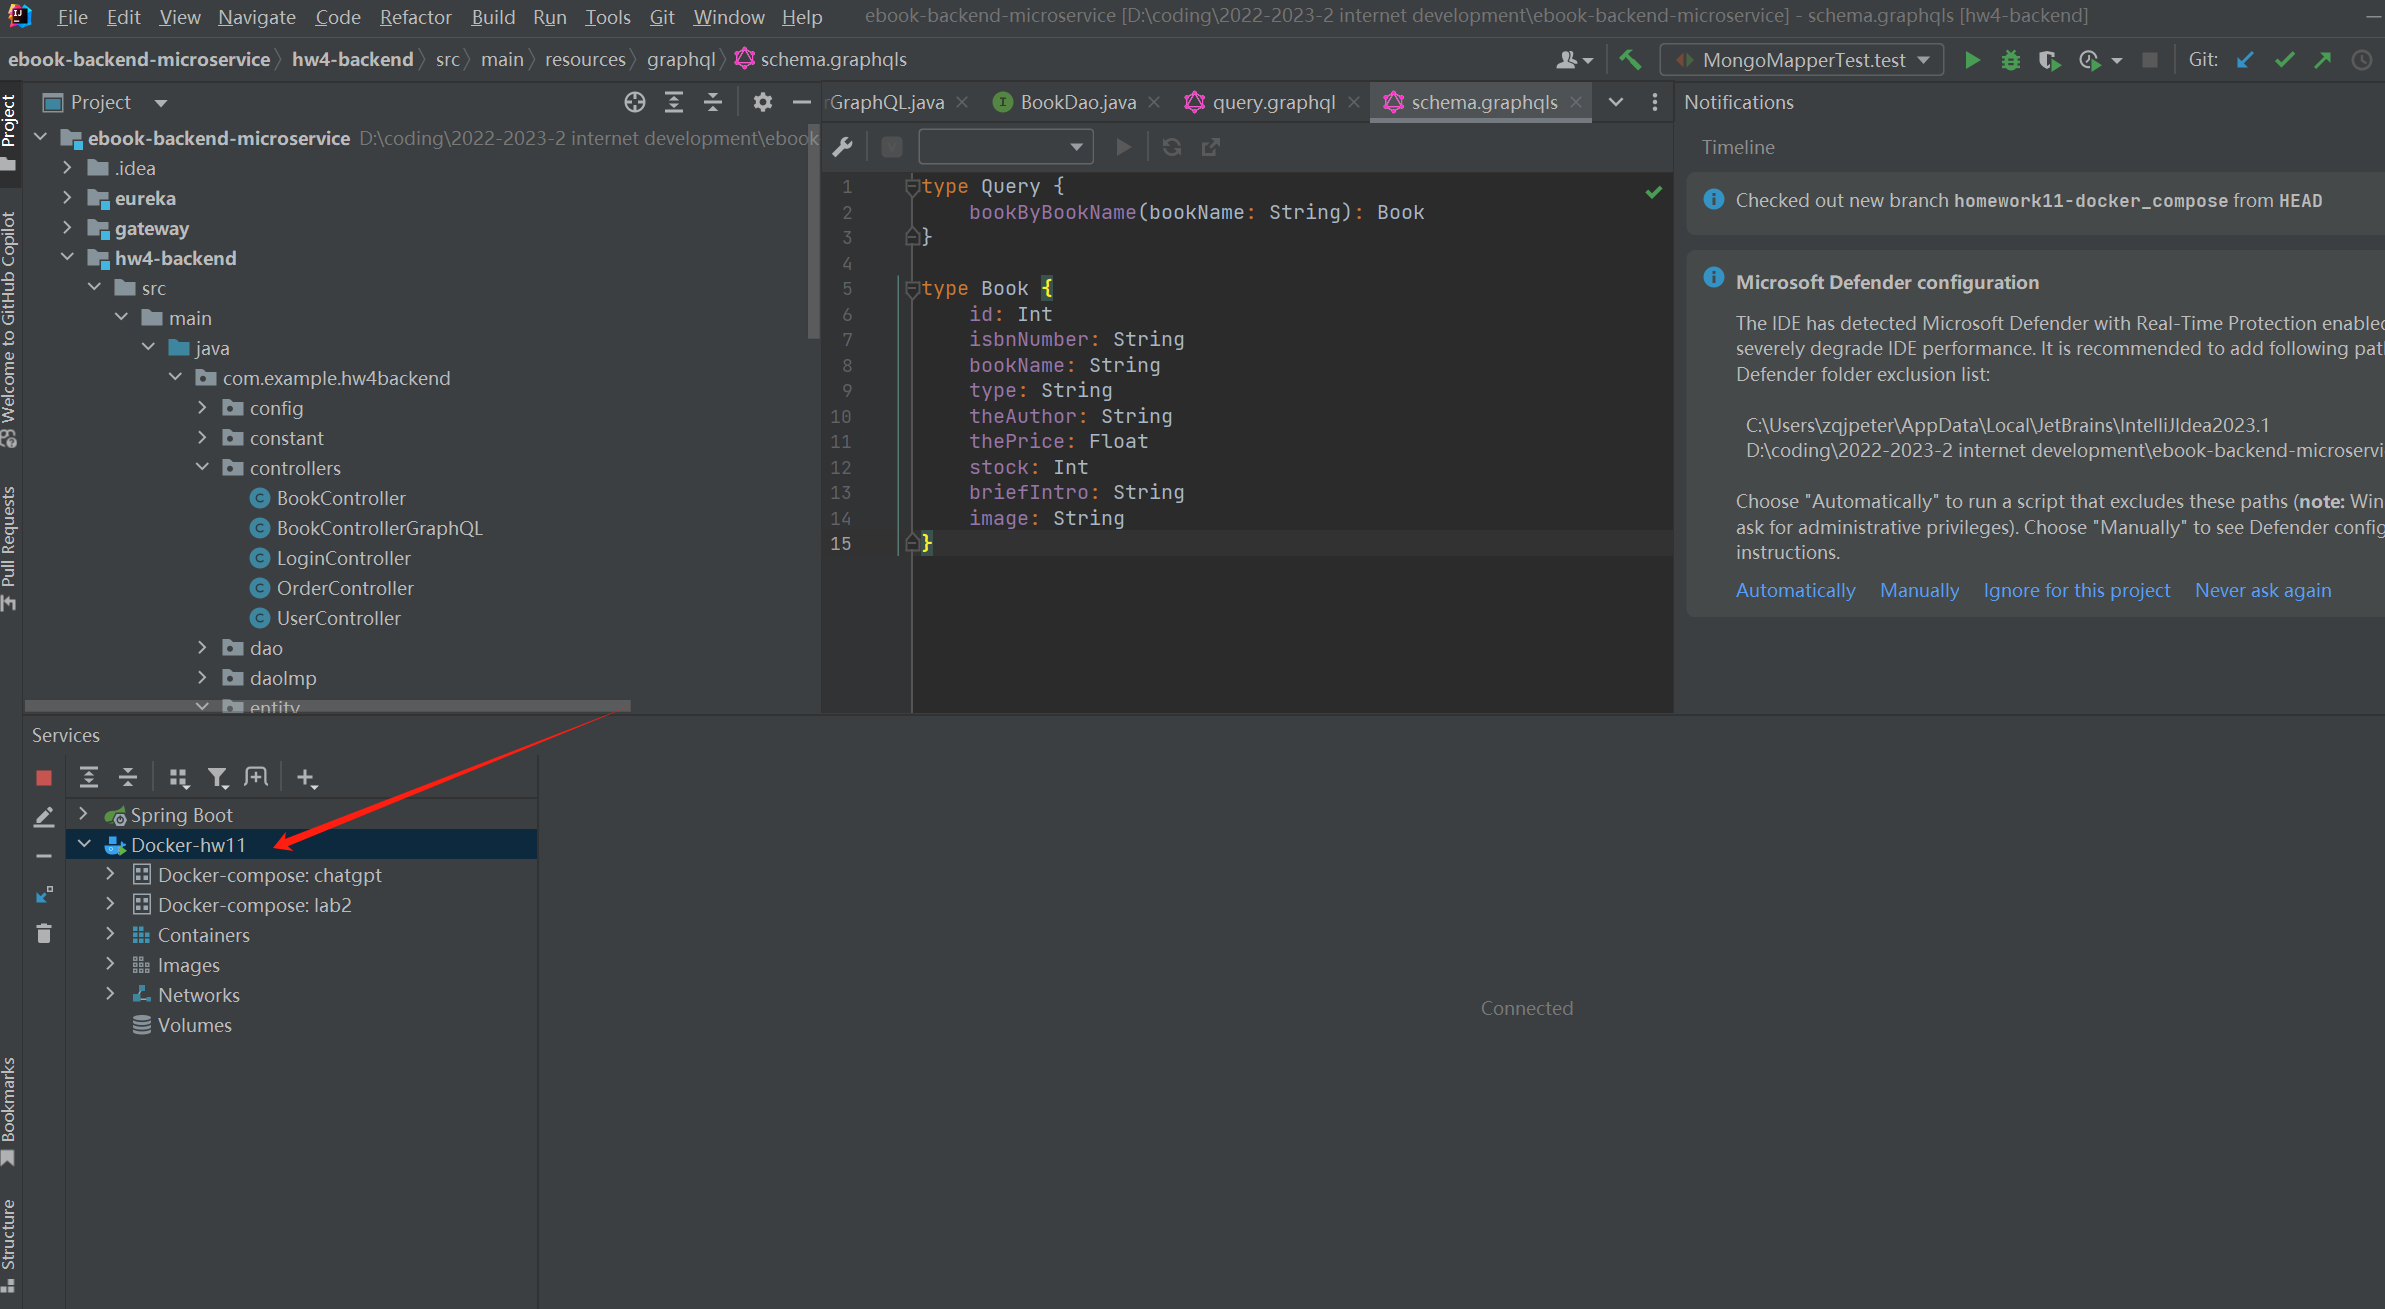 File Edit View Navigate Code Refactor Build Run Tools Git Window Help ebook-backend-microservice [D:\coding\2022-2023-2 internet development\ebook-backend-microservice] - schema.graphqls [hw4-backend]
ebook-backend-microservice hw4-backend src main resources graphql schema.graphqls MongoMapperTest.test Git:
Project
GraphQL.java BookDao.java query.graphql schema.graphqls
Notifications
ebook-backend-microservice D:\coding\2022-2023-2 internet development\ebook
.idea
eureka
gateway
hw4-backend
src
main
java
com.example.hw4backend
config
constant
controllers
BookController
BookControllerGraphQL
LoginController
OrderController
UserController
dao
daoImp
entity
1 type Query {
2 bookByBookName(bookName: String): Book
3 }
4
5 type Book {
6 id: Int
7 isbnNumber: String
8 bookName: String
9 type: String
10 theAuthor: String
11 thePrice: Float
12 stock: Int
13 briefIntro: String
14 image: String
15 }
Timeline
Checked out new branch homework11-docker_compose from HEAD
Microsoft Defender configuration
The IDE has detected Microsoft Defender with Real-Time Protection enabled
severely degrade IDE performance. It is recommended to add following pat
Defender folder exclusion list:
C:\Users\zqjpeter\AppData\Local\JetBrains\IntelliJIdea2023.1
D:\coding\2022-2023-2 internet development\ebook-backend-microservi
Choose "Automatically" to run a script that excludes these paths (note: Win
ask for administrative privileges). Choose "Manually" to see Defender config
instructions.
Automatically Manually Ignore for this project Never ask again
Project
Welcome to GitHub Copilot
Pull Requests
Bookmarks
Structure
Services
Spring Boot
Docker-hw11
Docker-compose: chatgpt
Docker-compose: lab2
Containers
Images
Networks
Volumes
Connected